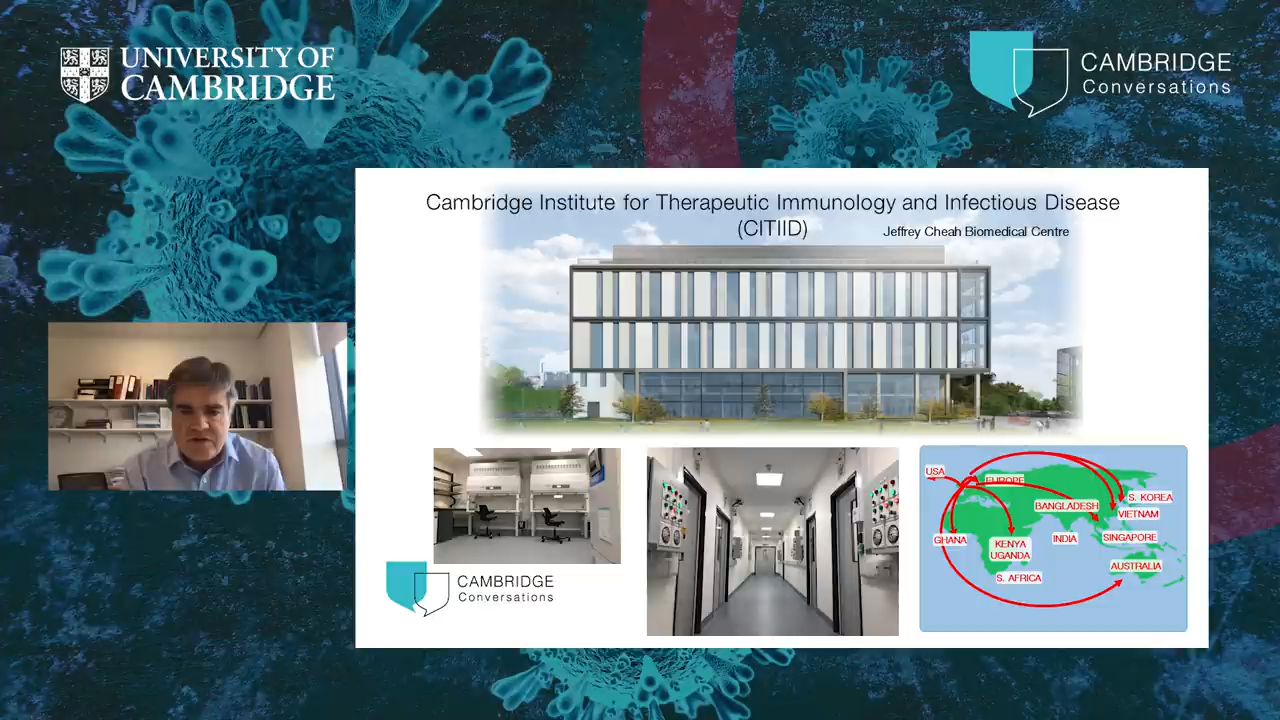 UNIVERSITY OF
CAMBRIDGE
CAMBRIDGE
Conversations
Cambridge Institute for Therapeutic Immunology and Infectious Disease
(CITIID)
Jeffrey Cheah Biomedical Centre
USA
EUROPE
S. KOREA
BANGLADESH
VIETNAM
GHANA
KENYA
UGANDA
INDIA
SINGAPORE
S. AFRICA
AUSTRALIA
CAMBRIDGE
Conversations